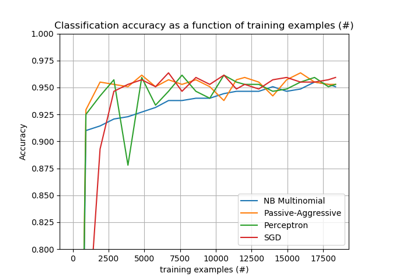 Classification accuracy as a function of training examples (#)
1.000
0.975
0.950
0.925
0.900
0.875
0.850
0.825
0.800
Accuracy
0
2500
5000
7500
10000
12500
15000
17500
training examples (#)
NB Multinomial
Passive-Aggressive
Perceptron
SGD